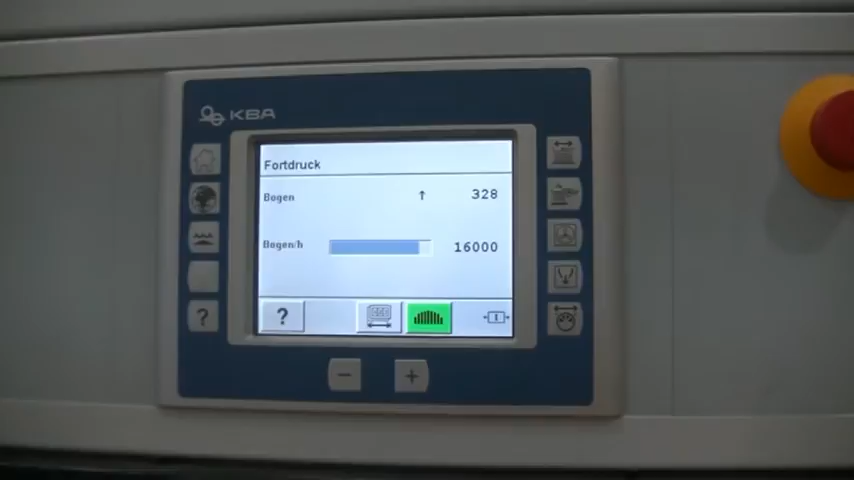 KBA
Fortdruck
Bogen ↑ 328
Bogen/h 16000
?
?
− +